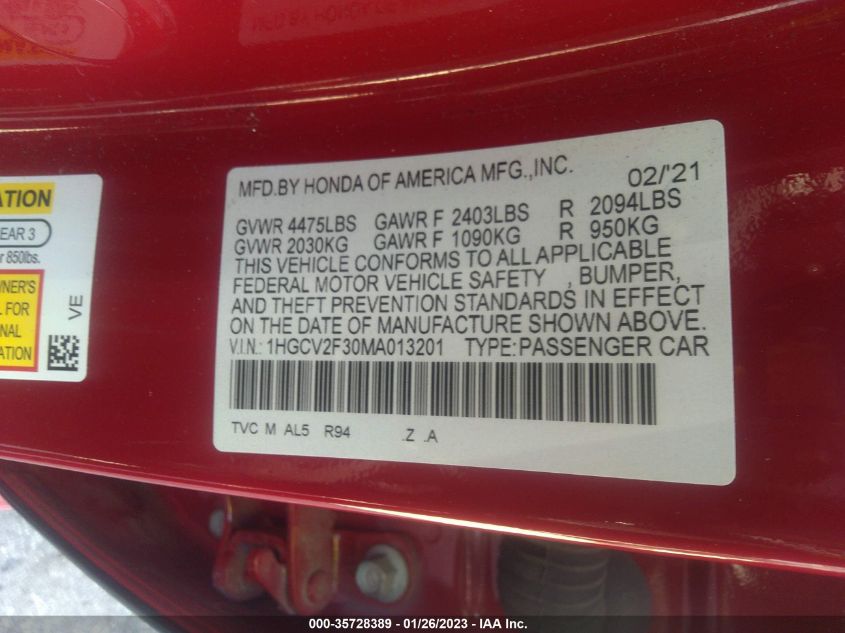 MFD.BY HONDA OF AMERICA MFG.,INC. 02/'21
GVWR 4475LBS GAWR F 2403LBS R 2094LBS
GVWR 2030KG GAWR F 1090KG R 950KG
THIS VEHICLE CONFORMS TO ALL APPLICABLE
FEDERAL MOTOR VEHICLE SAFETY , BUMPER,
AND THEFT PREVENTION STANDARDS IN EFFECT
ON THE DATE OF MANUFACTURE SHOWN ABOVE.
V.I.N.: 1HGCV2F30MA013201 TYPE:PASSENGER CAR
TVC M AL5 R94 .Z .A
ATION
EAR 3
850lbs.
WNER'S
L FOR
NAL
ATION
VE
000-35728389 - 01/26/2023 - IAA Inc.